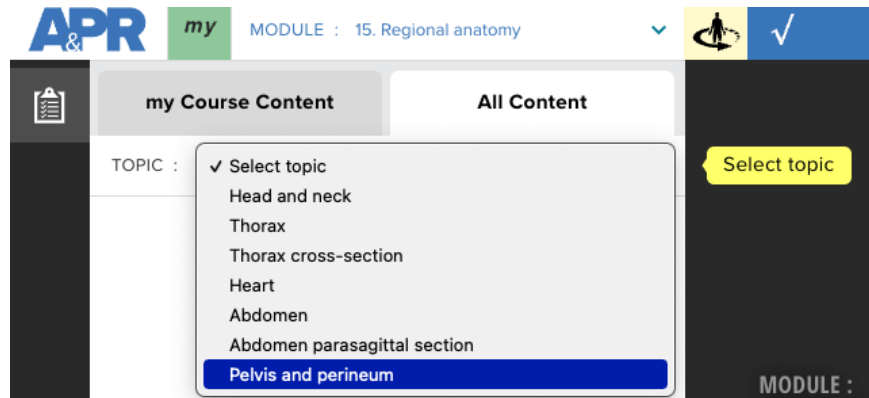 A&PR my MODULE : 15. Regional anatomy √
my Course Content All Content
TOPIC : ✓ Select topic Select topic
Head and neck
Thorax
Thorax cross-section
Heart
Abdomen
Abdomen parasagittal section
Pelvis and perineum
MODULE :